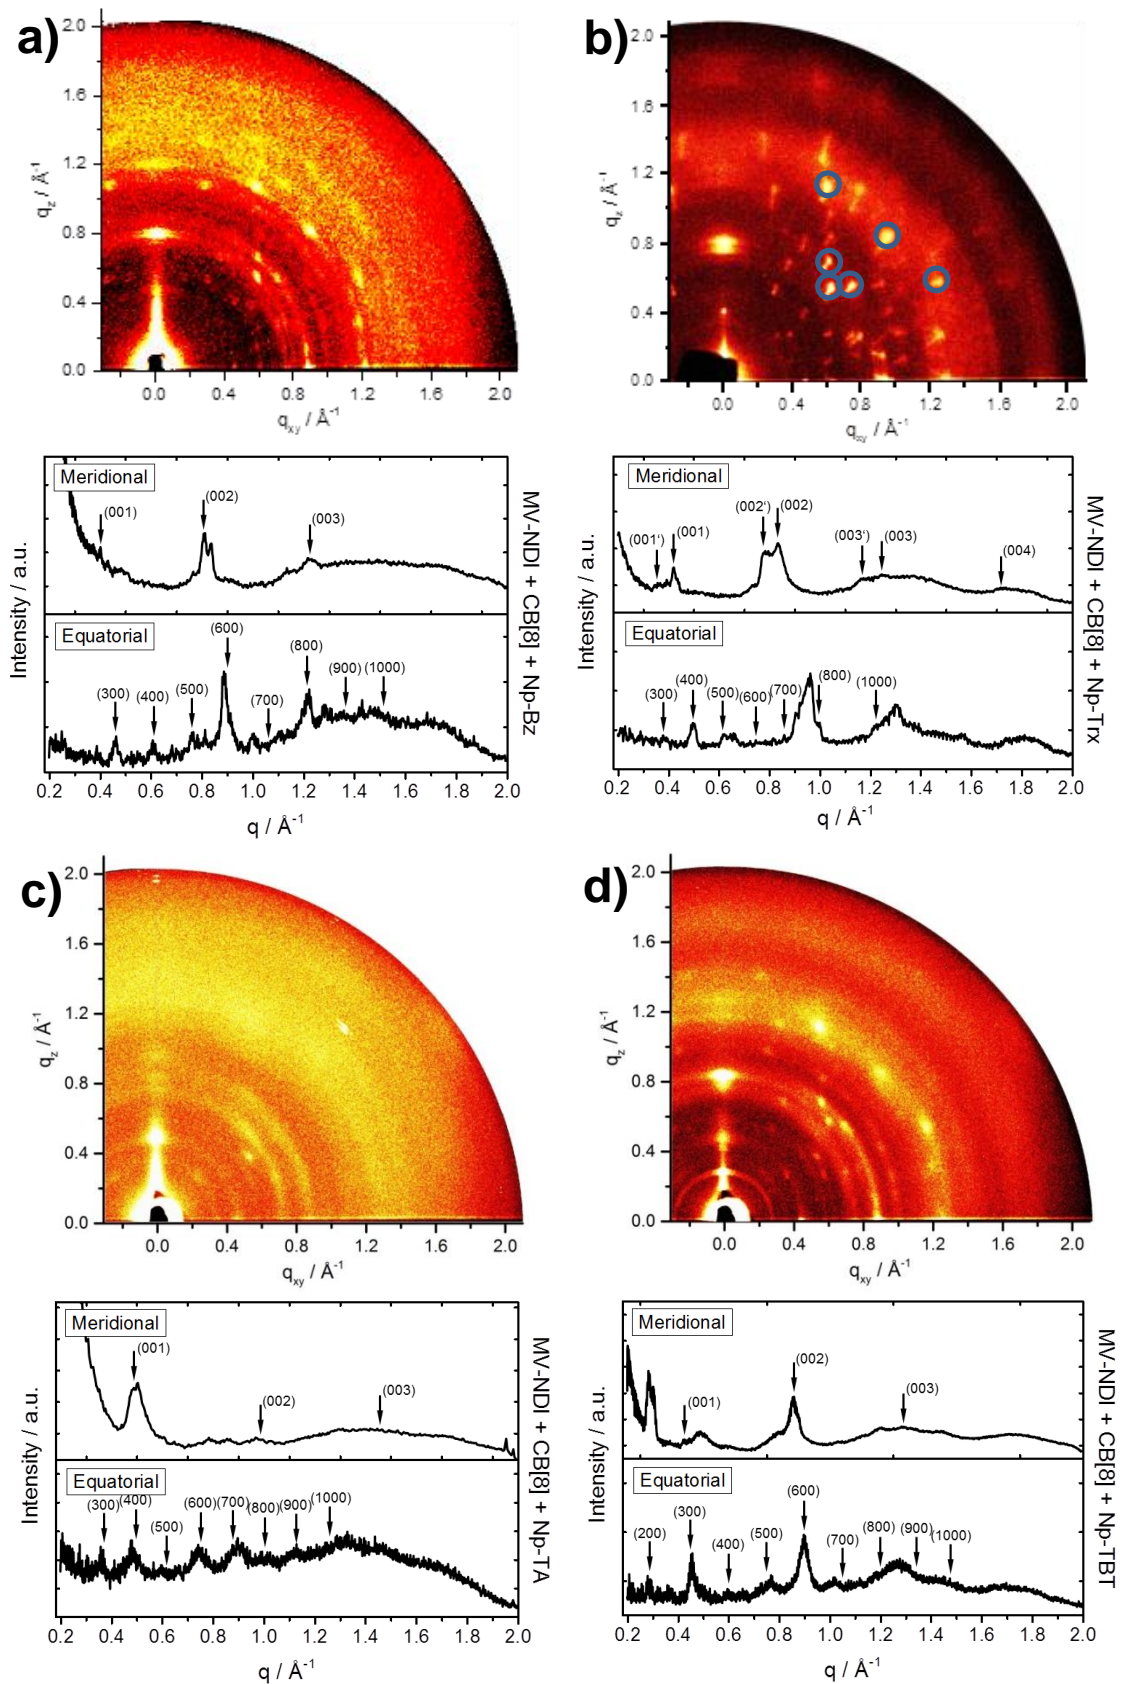 a)
2.0
1.6
1.2
0.8
0.4
0.0
q_z / Å⁻¹
0.0 0.4 0.8 1.2 1.6 2.0
q_xy / Å⁻¹
Meridional
(001)
(002)
(003)
Equatorial
(300)
(400)
(500)
(600)
(700)
(800)
(900)
(1000)
Intensity / a.u.
MV-NDI + CB[8] + Np-Bz
0.2 0.4 0.6 0.8 1.0 1.2 1.4 1.6 1.8 2.0
q / Å⁻¹
b)
2.0
1.6
1.2
0.8
0.4
0.0
q_z / Å⁻¹
0.0 0.4 0.8 1.2 1.6 2.0
q_xy / Å⁻¹
Meridional
(001')
(001)
(002')
(002)
(003')
(003)
(004)
Equatorial
(300)
(400)
(500)
(600)
(700)
(800)
(1000)
Intensity / a.u.
MV-NDI + CB[8] + Np-Trx
0.2 0.4 0.6 0.8 1.0 1.2 1.4 1.6 1.8 2.0
q / Å⁻¹
c)
2.0
1.6
1.2
0.8
0.4
0.0
q_z / Å⁻¹
0.0 0.4 0.8 1.2 1.6 2.0
q_xy / Å⁻¹
Meridional
(001)
(002)
(003)
Equatorial
(300)
(400)
(500)
(600)
(700)
(800)
(900)
(1000)
Intensity / a.u.
MV-NDI + CB[8] + Np-TA
0.2 0.4 0.6 0.8 1.0 1.2 1.4 1.6 1.8 2.0
q / Å⁻¹
d)
2.0
1.6
1.2
0.8
0.4
0.0
q_z / Å⁻¹
0.0 0.4 0.8 1.2 1.6 2.0
q_xy / Å⁻¹
Meridional
(001)
(002)
(003)
Equatorial
(200)
(300)
(400)
(500)
(600)
(700)
(800)
(900)
(1000)
Intensity / a.u.
MV-NDI + CB[8] + Np-TBT
0.2 0.4 0.6 0.8 1.0 1.2 1.4 1.6 1.8 2.0
q / Å⁻¹